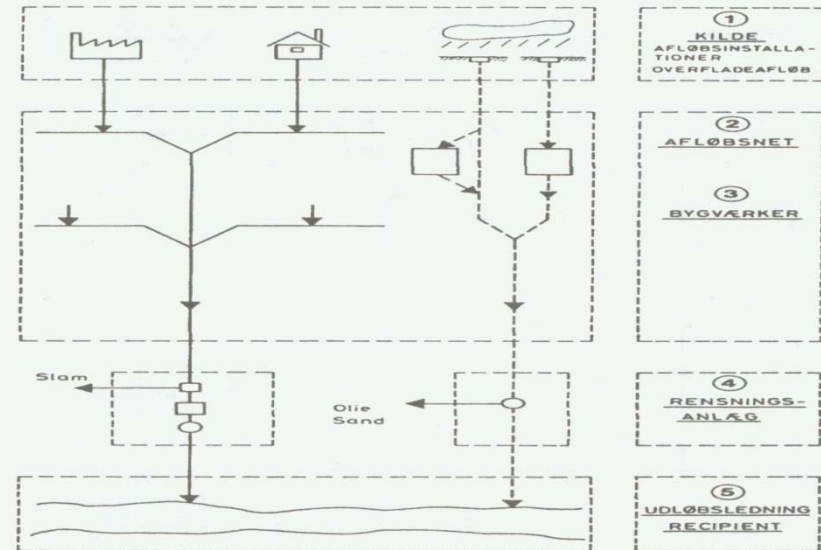 ①
KILDE
AFLØBSINSTALLA-
TIONER
OVERFLADEAFLØB
②
AFLØBSNET
③
BYGVÆRKER
Slam
Olie
Sand
④
RENSNINGS-
ANLÆG
⑤
UDLØBSLEDNING
RECIPIENT